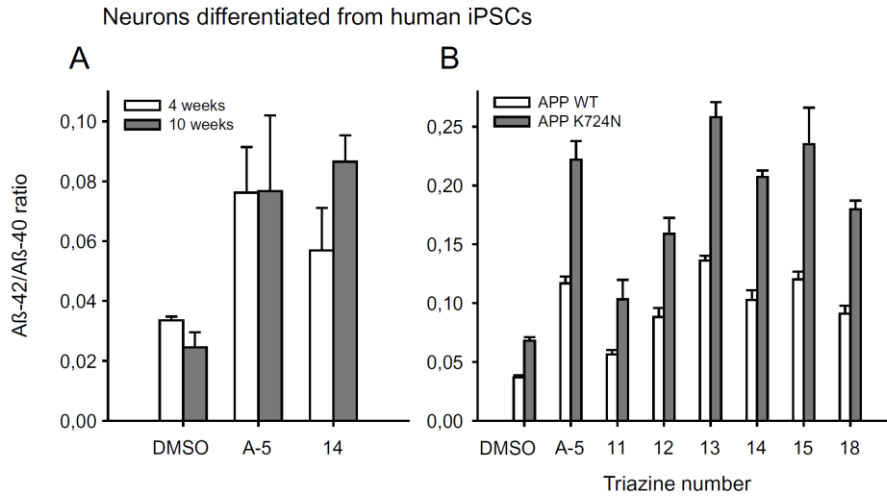 Neurons differentiated from human iPSCs
A
B
4 weeks
10 weeks
APP WT
APP K724N
Aß-42/Aß-40 ratio
0,10
0,08
0,06
0,04
0,02
0,00
0,25
0,20
0,15
0,10
0,05
0,00
DMSO A-5 14
DMSO A-5 11 12 13 14 15 18
Triazine number